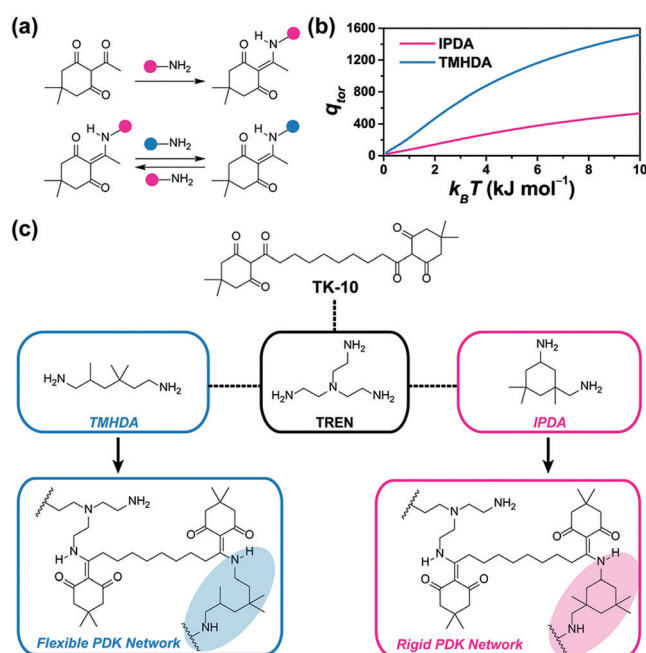 (a)
O O H N
NH₂
O O
H N H N
O NH₂ O
O NH₂ O
(b)
IPDA
TMHDA
1600
1200
800
400
0
q_tor
0 2 4 6 8 10
k_BT (kJ mol⁻¹)
(c)
O O O O
O O
TK-10
H₂N NH₂
TMHDA
NH₂
N
H₂N NH₂
TREN
NH₂
NH₂
IPDA
N NH₂
O O
N H N H
O O
NH
Flexible PDK Network
N NH₂
O O
N H N H
O O
NH
Rigid PDK Network